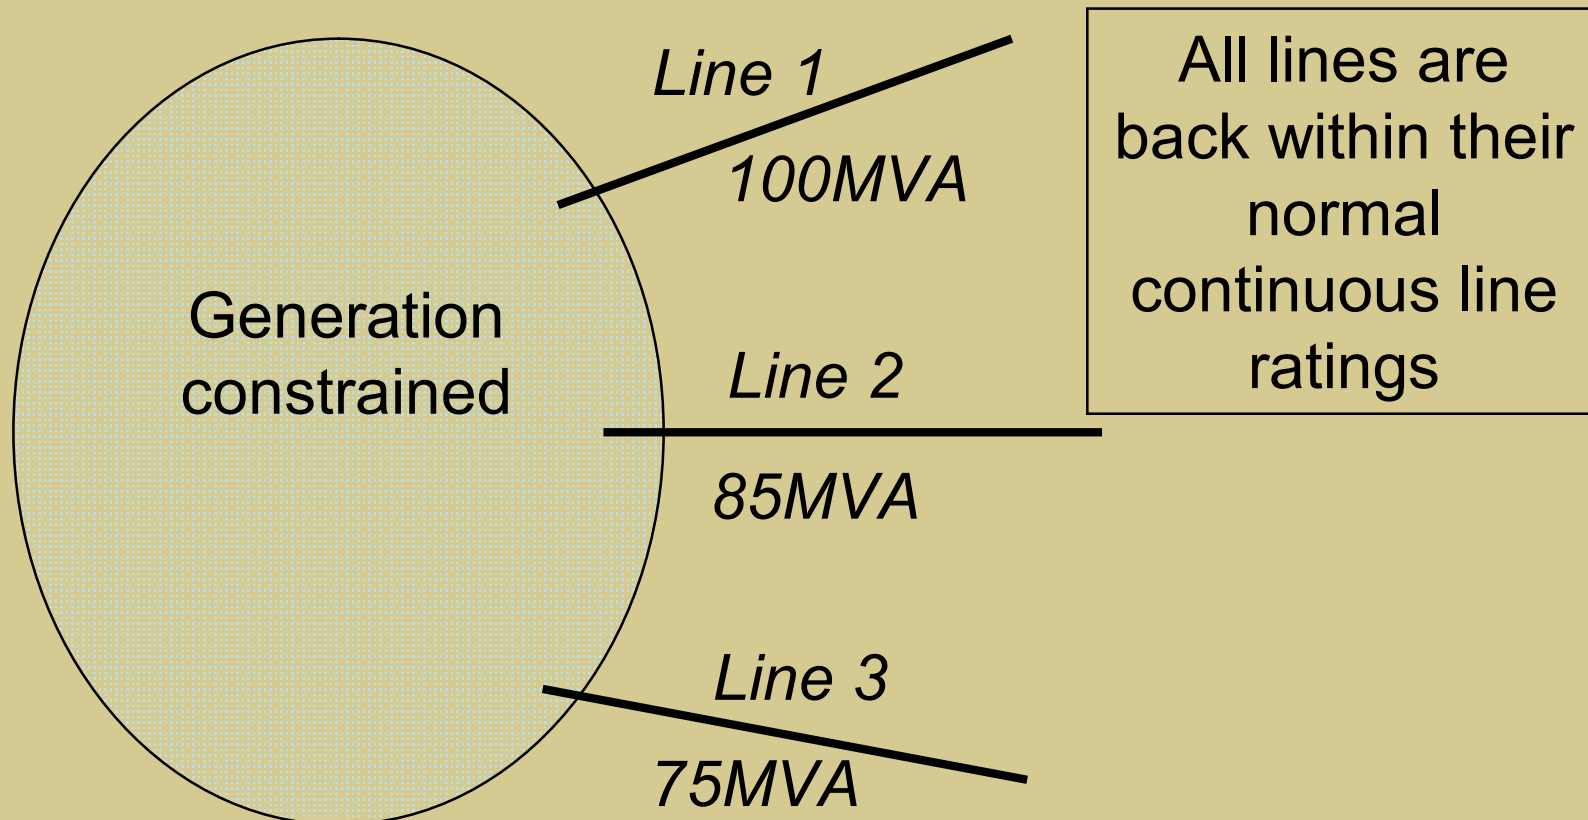 Generation
constrained
Line 1
100MVA
Line 2
85MVA
Line 3
75MVA
All lines are
back within their
normal
continuous line
ratings